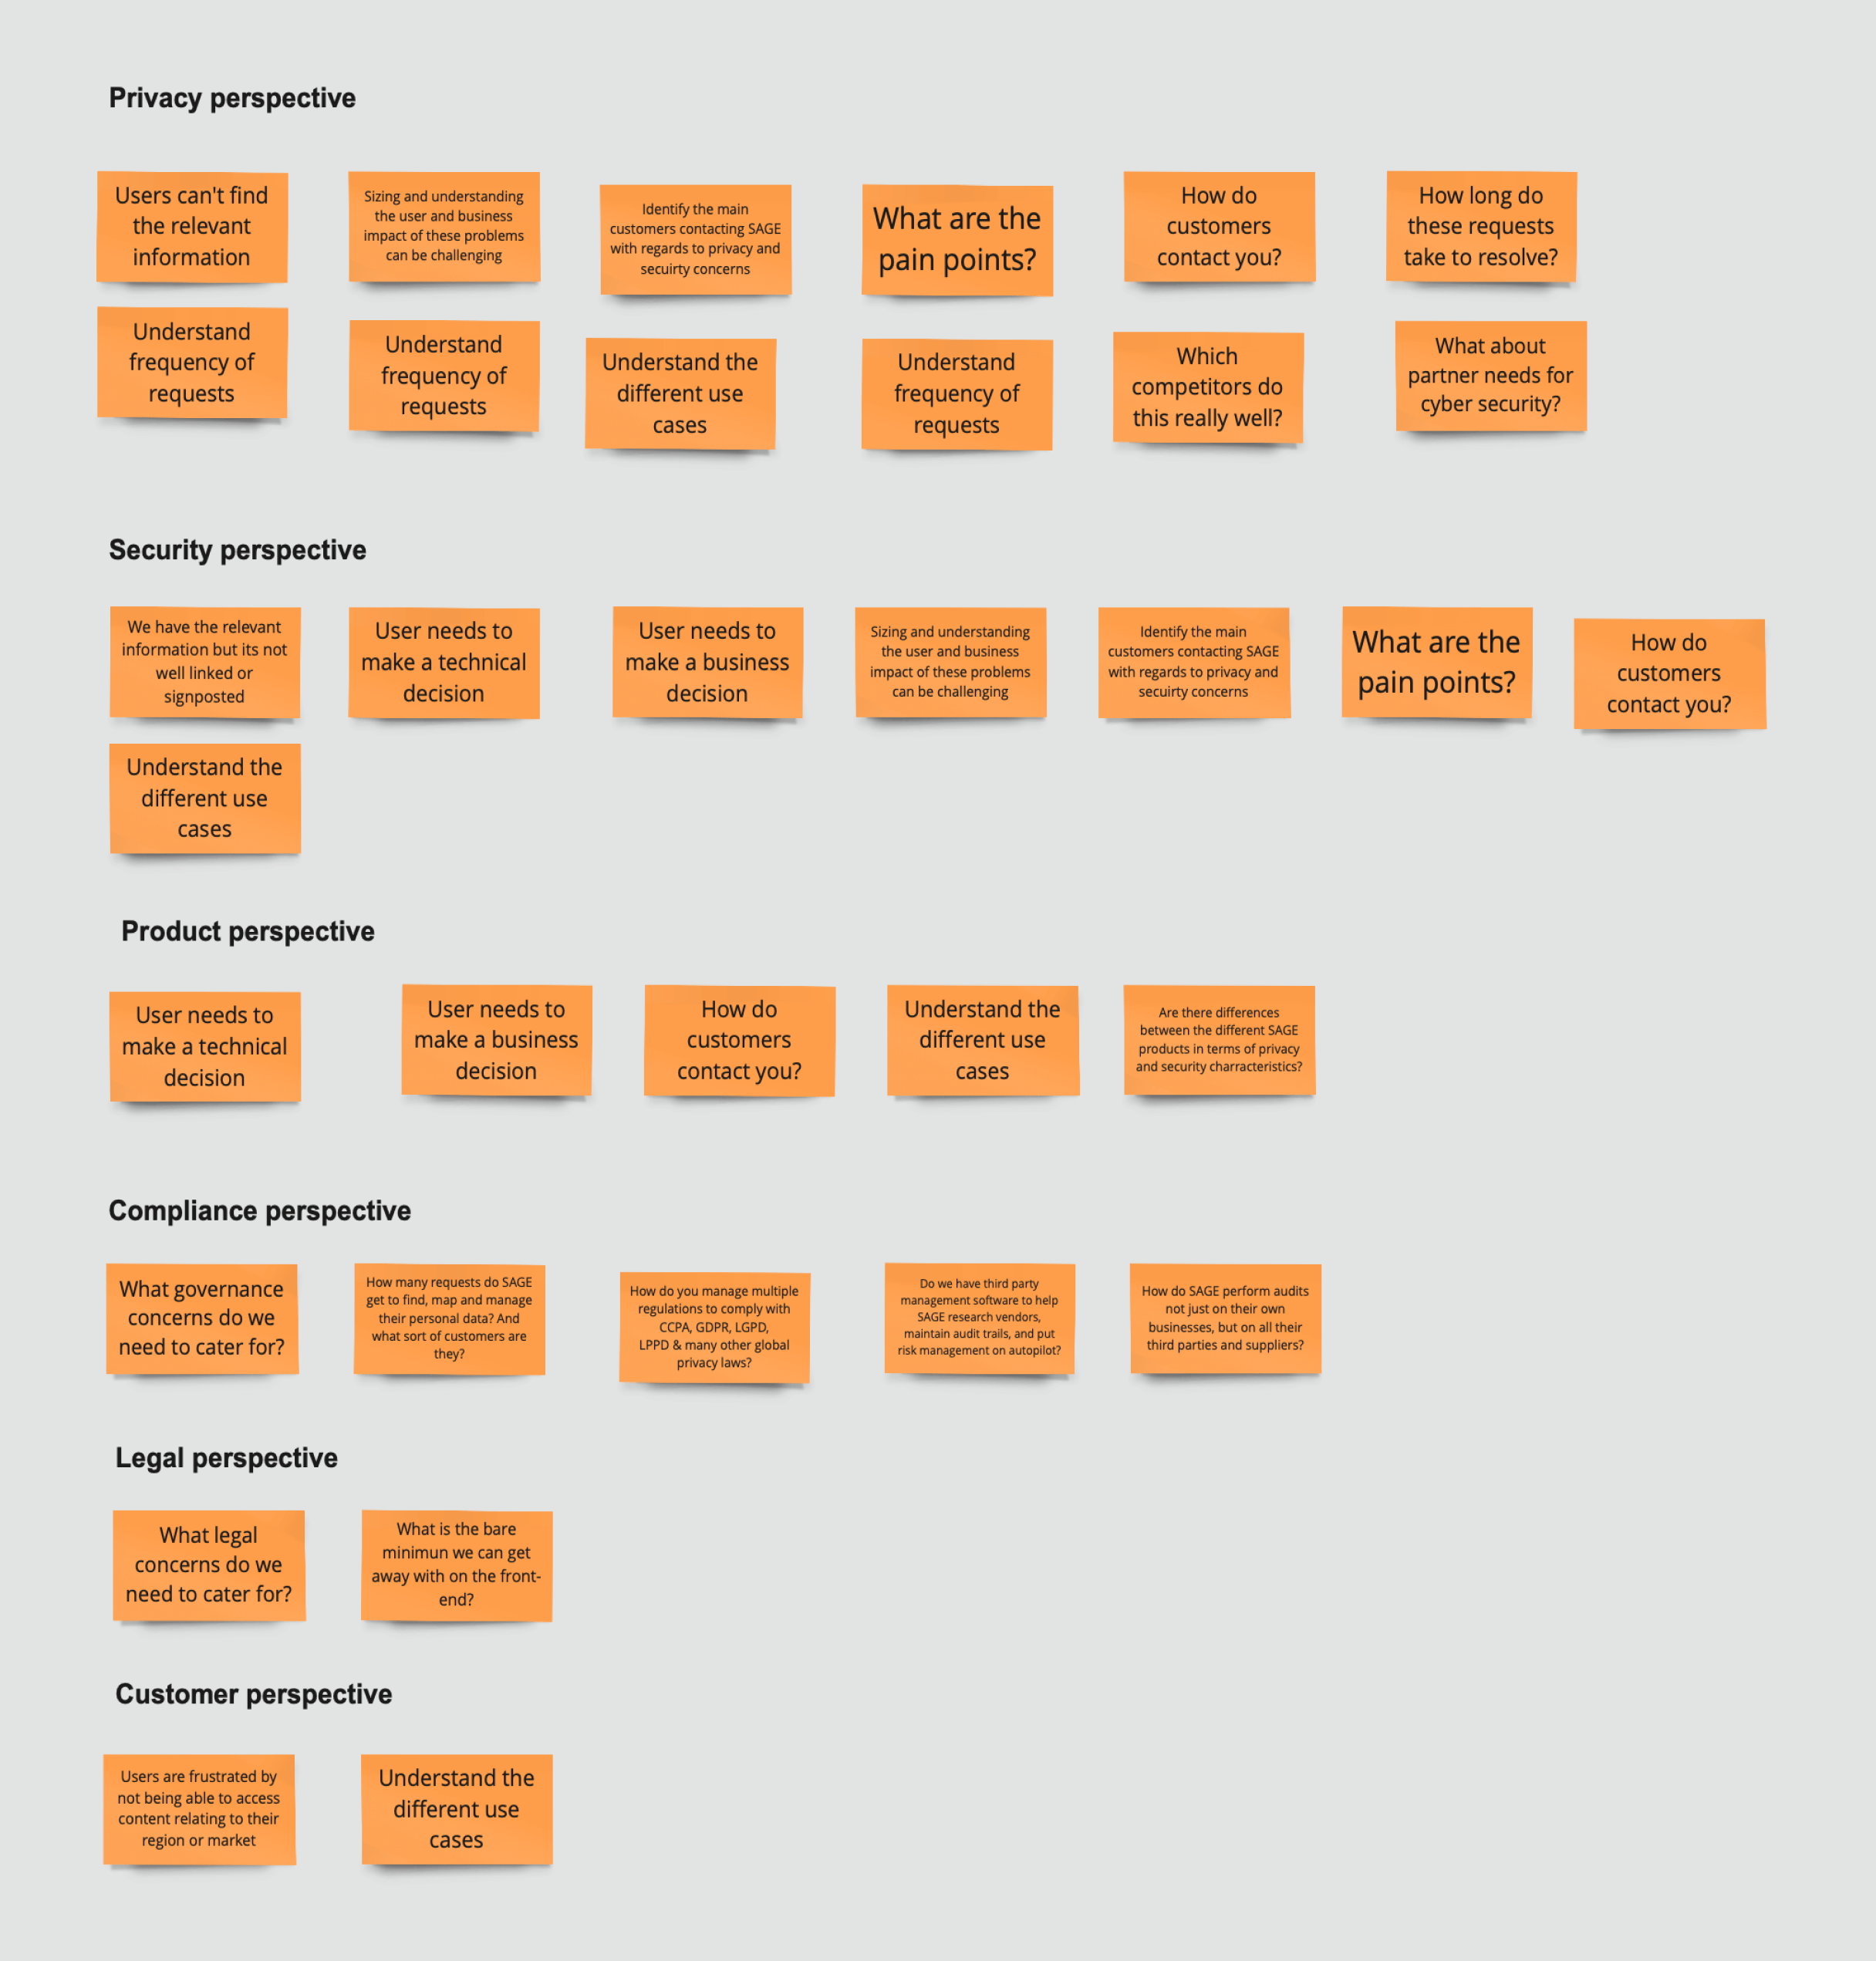 Privacy perspective
Users can't find
the relevant
information
Sizing and understanding
the user and business
impact of these problems
can be challenging
Identify the main
customers contacting SAGE
with regards to privacy and
secuirty concerns
What are the
pain points?
How do
customers
contact you?
How long do
these requests
take to resolve?
Understand
frequency of
requests
Understand
frequency of
requests
Understand the
different use
cases
Understand
frequency of
requests
Which
competitors do
this really well?
What about
partner needs for
cyber security?
Security perspective
We have the relevant
information but its not
well linked or
signposted
User needs to
make a technical
decision
User needs to
make a business
decision
Sizing and understanding
the user and business
impact of these problems
can be challenging
Identify the main
customers contacting SAGE
with regards to privacy and
secuirty concerns
What are the
pain points?
How do
customers
contact you?
Understand the
different use
cases
Product perspective
User needs to
make a technical
decision
User needs to
make a business
decision
How do
customers
contact you?
Understand the
different use
cases
Are there differences
between the different SAGE
products in terms of privacy
and security charracteristics?
Compliance perspective
What governance
concerns do we
need to cater for?
How many requests do SAGE
get to find, map and manage
their personal data? And
what sort of customers are
they?
How do you manage multiple
regulations to comply with
CCPA, GDPR, LGPD,
LPPD & many other global
privacy laws?
Do we have third party
management software to help
SAGE research vendors,
maintain audit trails, and put
risk management on autopilot?
How do SAGE perform audits
not just on their own
businesses, but on all their
third parties and suppliers?
Legal perspective
What legal
concerns do we
need to cater for?
What is the bare
minimun we can get
away with on the front-
end?
Customer perspective
Users are frustrated by
not being able to access
content relating to their
region or market
Understand the
different use
cases